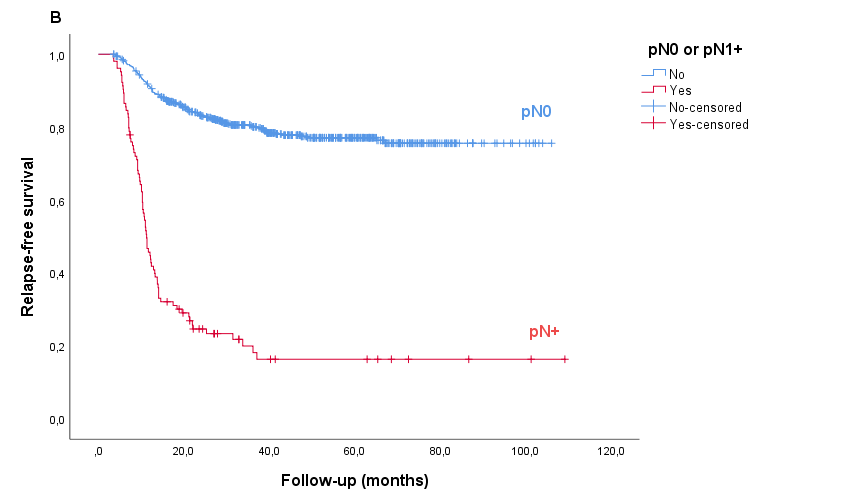 B
pN0 or pN1+
No
Yes
No-censored
Yes-censored
Relapse-free survival
1,0
0,8
0,6
0,4
0,2
0,0
pN0
pN+
,0 20,0 40,0 60,0 80,0 100,0 120,0
Follow-up (months)